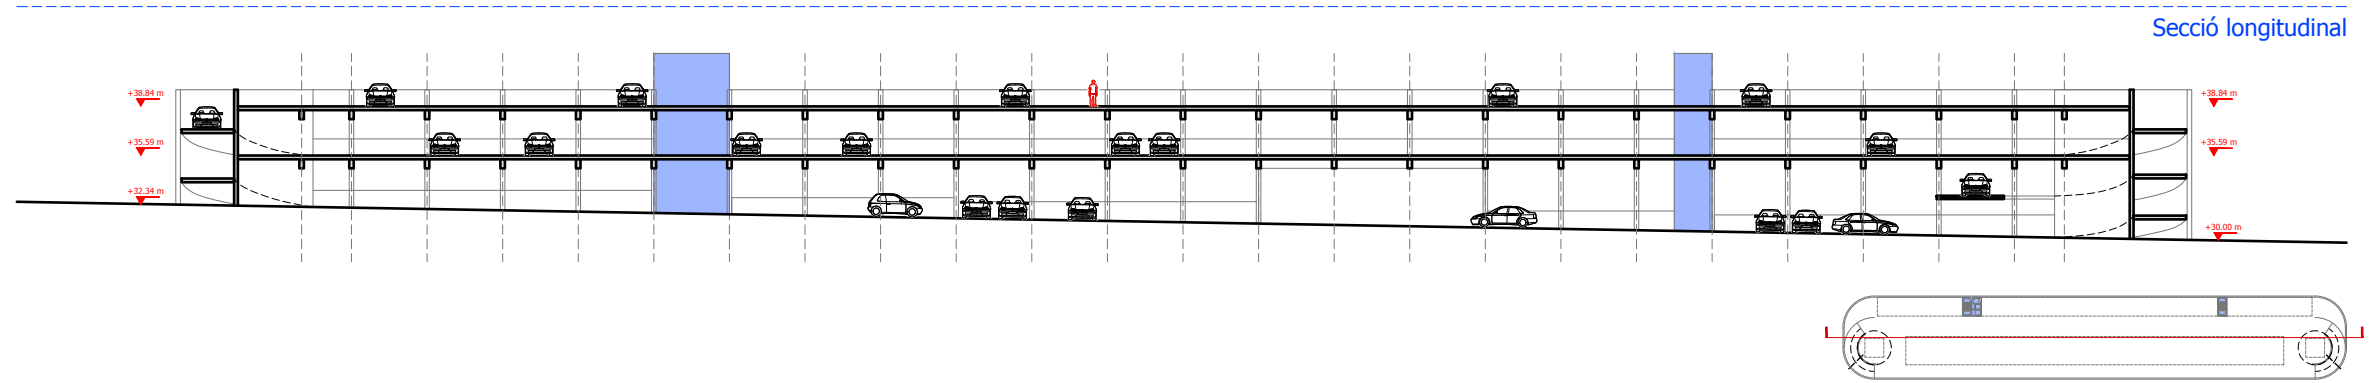 Secció longitudinal
+38.84 m
+38.84 m
+35.59 m
+35.59 m
+32.34 m
+30.00 m